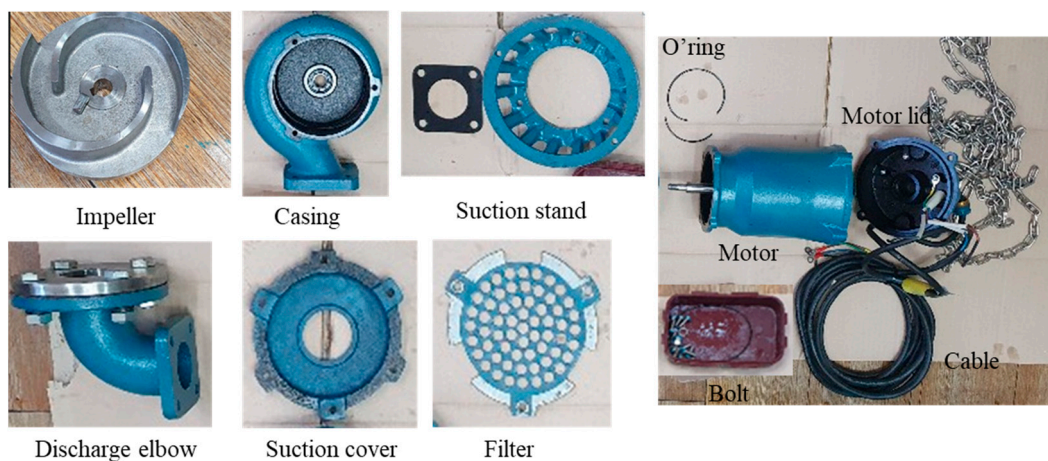 Impeller
Casing
Suction stand
Discharge elbow
Suction cover
Filter
O’ring
Motor lid
Motor
Cable
Bolt